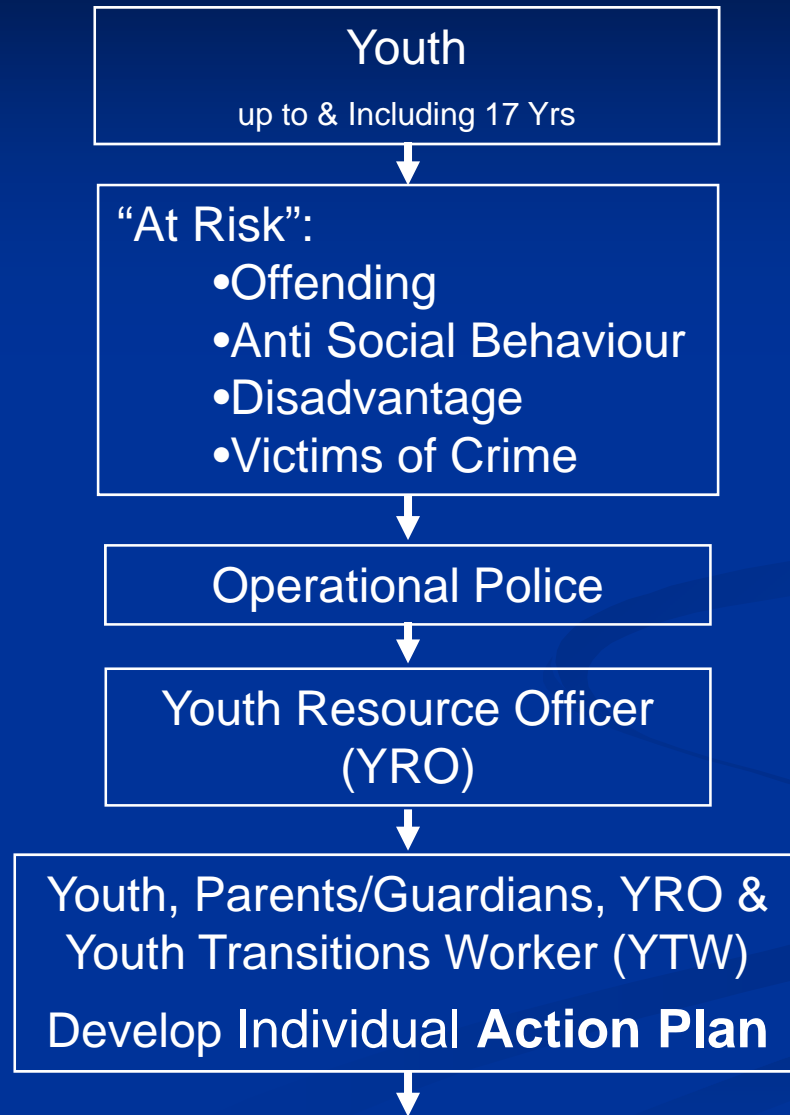 Youth
up to & Including 17 Yrs
“At Risk”:
•Offending
•Anti Social Behaviour
•Disadvantage
•Victims of Crime
Operational Police
Youth Resource Officer
(YRO)
Youth, Parents/Guardians, YRO &
Youth Transitions Worker (YTW)
Develop Individual Action Plan